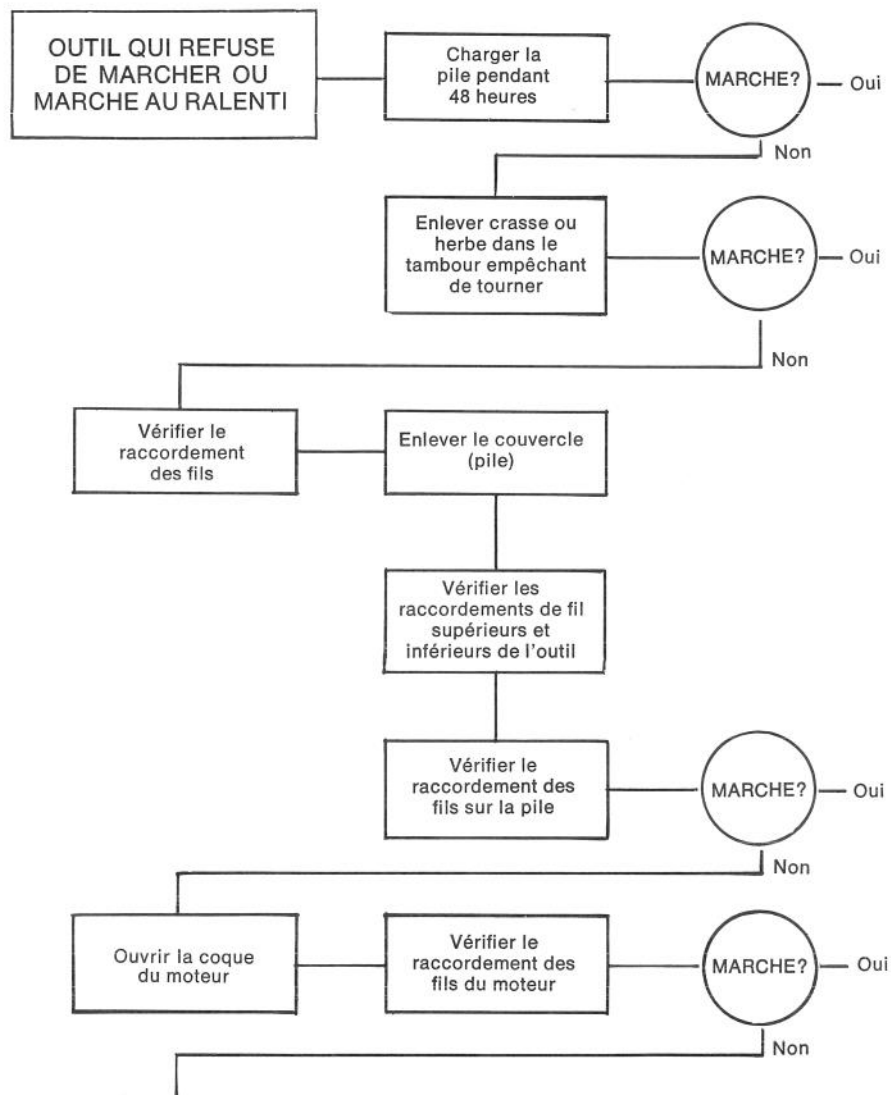 OUTIL QUI REFUSE
DE MARCHER OU
MARCHE AU RALENTI
Charger la
pile pendant
48 heures
MARCHE?
Oui
Non
Enlever crasse ou
herbe dans le
tambour empêchant
de tourner
MARCHE?
Oui
Non
Vérifier le
raccordement
des fils
Enlever le couvercle
(pile)
Vérifier les
raccordements de fil
supérieurs et
inférieurs de l'outil
Vérifier le
raccordement des
fils sur la pile
MARCHE?
Oui
Non
Ouvrir la coque
du moteur
Vérifier le
raccordement des
fils du moteur
MARCHE?
Oui
Non